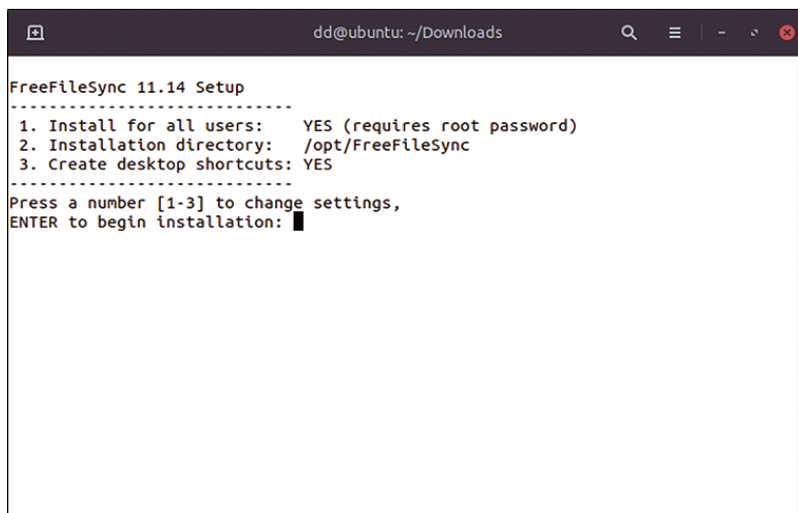 dd@ubuntu: ~/Downloads
FreeFileSync 11.14 Setup
-----------------------------
1. Install for all users: YES (requires root password)
2. Installation directory: /opt/FreeFileSync
3. Create desktop shortcuts: YES
-----------------------------
Press a number [1-3] to change settings,
ENTER to begin installation: